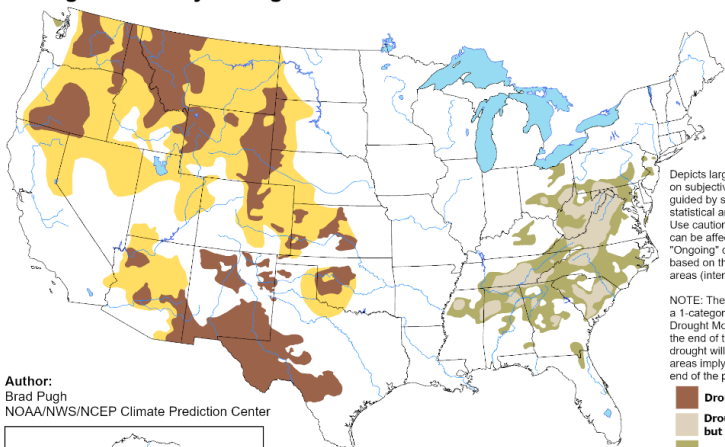 Depicts larg
on subjectiv
guided by s
statistical a
Use caution
can be affe
"Ongoing" d
based on th
areas (inter
NOTE: The
a 1-categor
Drought Mo
the end of t
drought will
areas imply
end of the p
Author:
Brad Pugh
NOAA/NWS/NCEP Climate Prediction Center
Dro
Drou
but